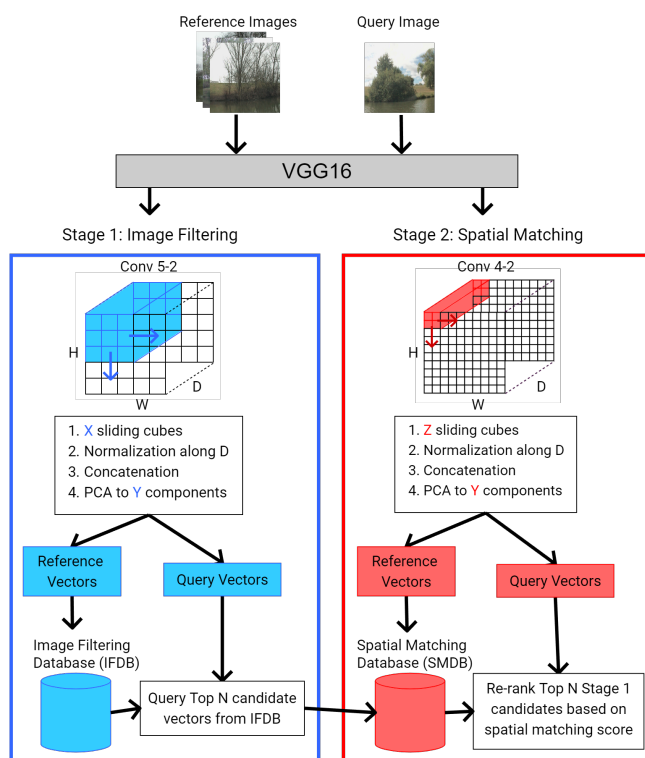 Reference Images
Query Image
VGG16
Stage 1: Image Filtering
Conv 5-2
H
D
W
1. X sliding cubes
2. Normalization along D
3. Concatenation
4. PCA to Y components
Reference
Vectors
Query Vectors
Image Filtering
Database (IFDB)
Query Top N candidate
vectors from IFDB
Stage 2: Spatial Matching
Conv 4-2
H
D
W
1. Z sliding cubes
2. Normalization along D
3. Concatenation
4. PCA to Y components
Reference
Vectors
Query Vectors
Spatial Matching
Database (SMDB)
Re-rank Top N Stage 1
candidates based on
spatial matching score